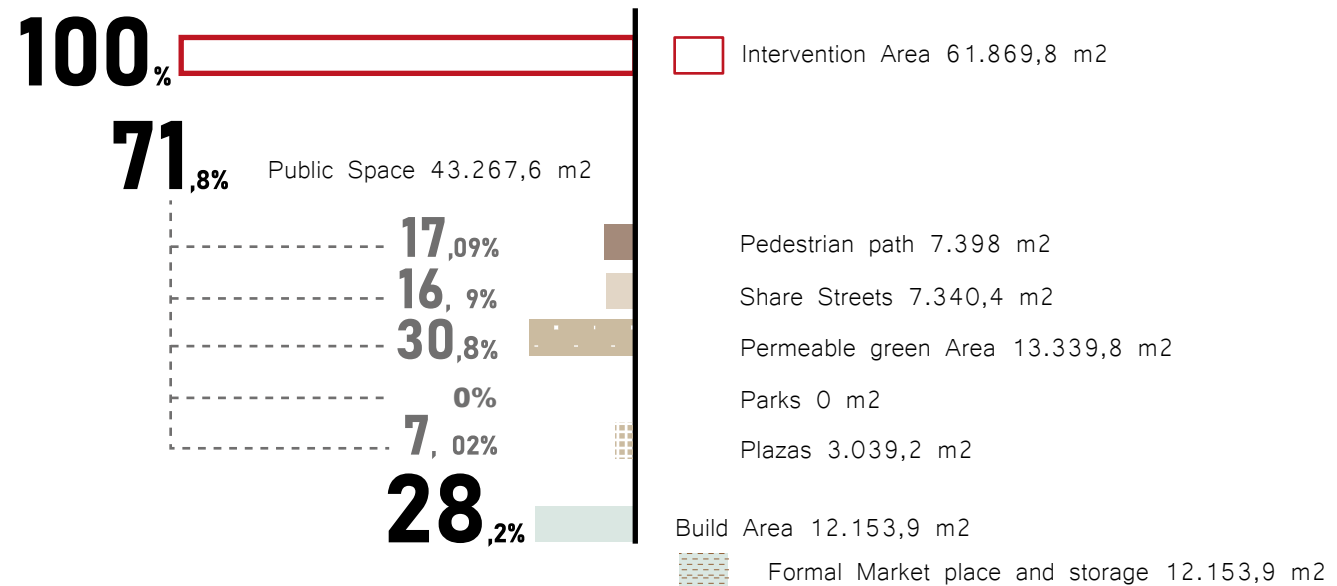 100% Intervention Area 61.869,8 m2
71,8% Public Space 43.267,6 m2
17,09% Pedestrian path 7.398 m2
16, 9% Share Streets 7.340,4 m2
30,8% Permeable green Area 13.339,8 m2
0% Parks 0 m2
7, 02% Plazas 3.039,2 m2
28,2% Build Area 12.153,9 m2
Formal Market place and storage 12.153,9 m2